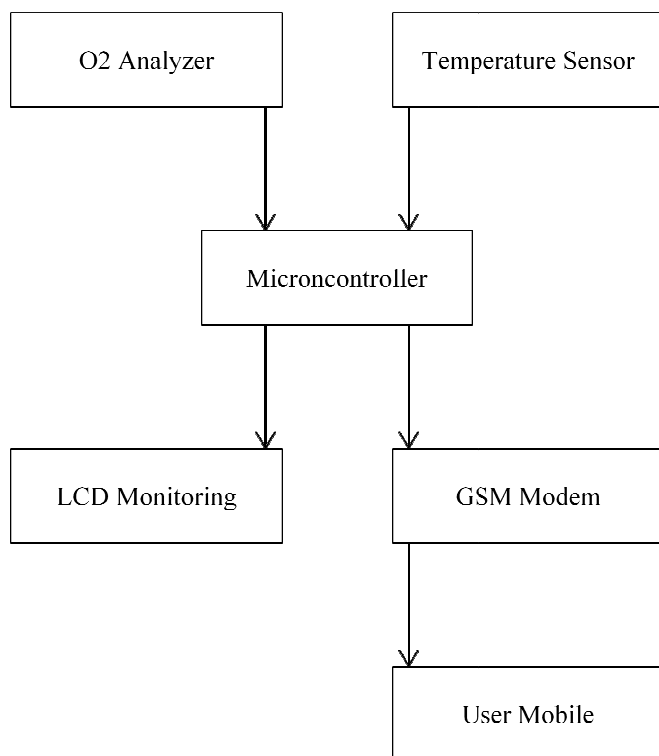 O2 Analyzer
Temperature Sensor
Microncontroller
LCD Monitoring
GSM Modem
User Mobile